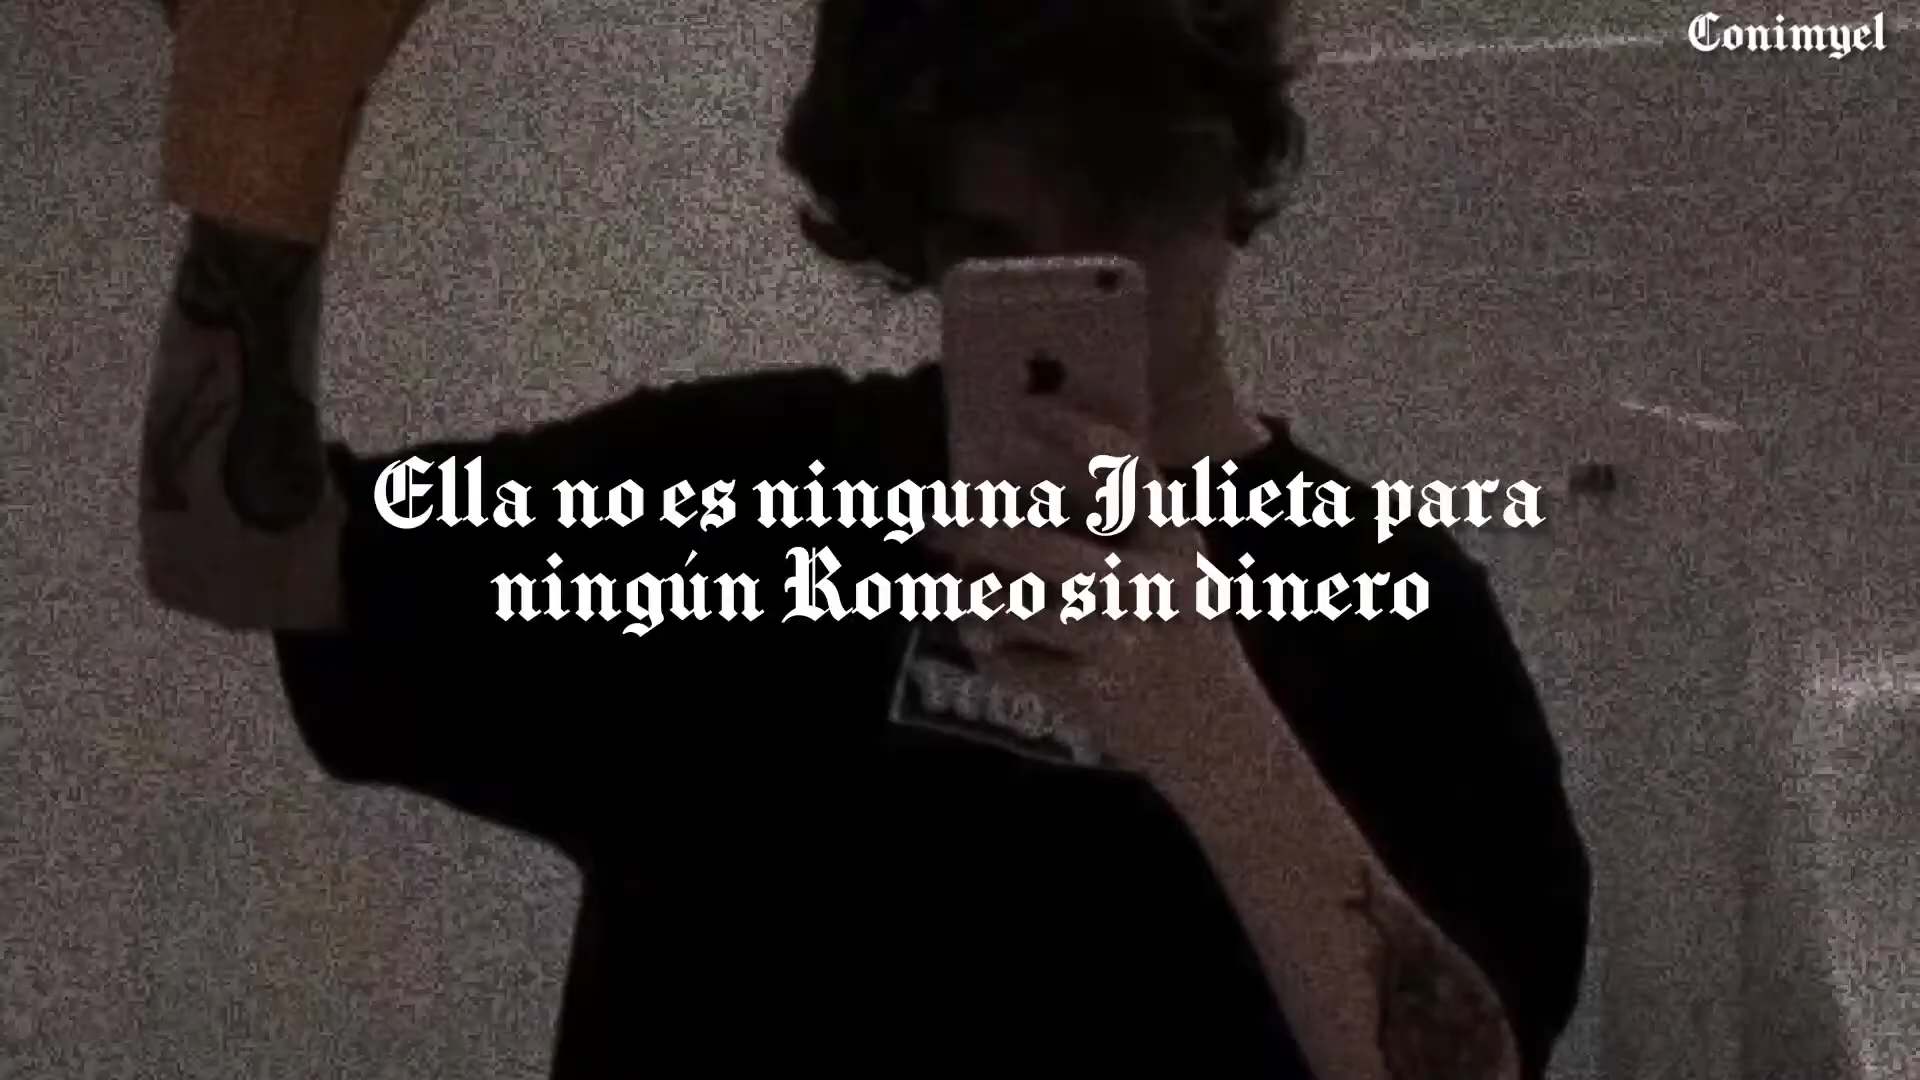 Conimyel
Ella no es ninguna Julieta para
ningún Romeo sin dinero